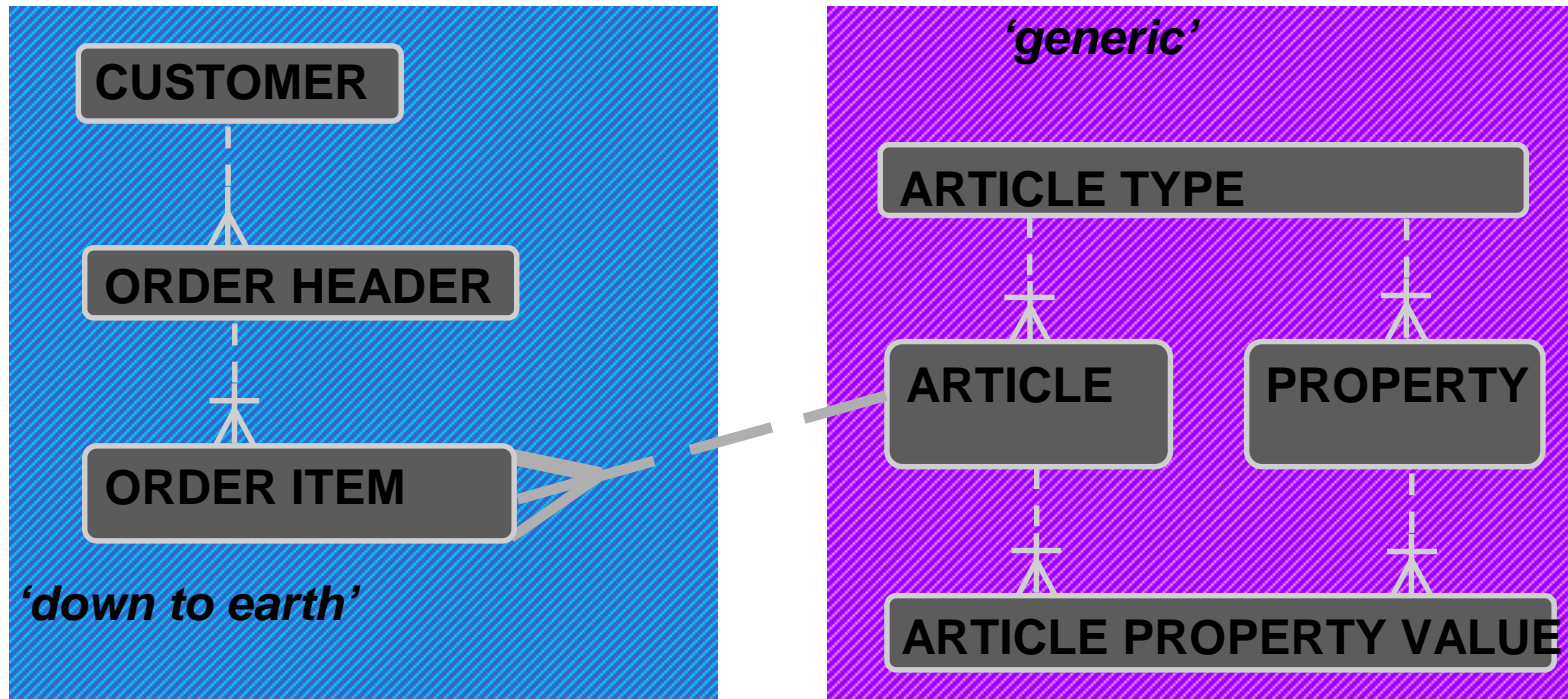 CUSTOMER
ORDER HEADER
ORDER ITEM
‘down to earth’
‘generic’
ARTICLE TYPE
ARTICLE
PROPERTY
ARTICLE PROPERTY VALUE